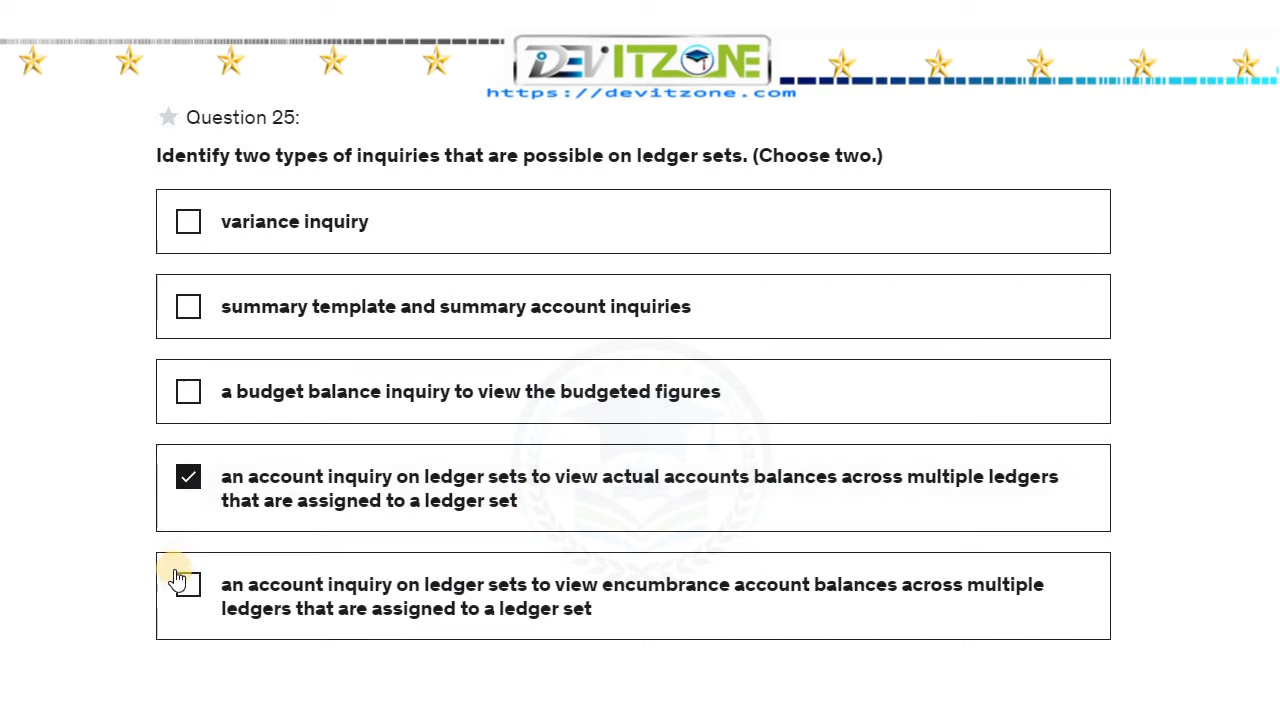 DEVITZONE
https://devitzone.com
Question 25:
Identify two types of inquiries that are possible on ledger sets. (Choose two.)
variance inquiry
summary template and summary account inquiries
a budget balance inquiry to view the budgeted figures
an account inquiry on ledger sets to view actual accounts balances across multiple ledgers
that are assigned to a ledger set
an account inquiry on ledger sets to view encumbrance account balances across multiple
ledgers that are assigned to a ledger set